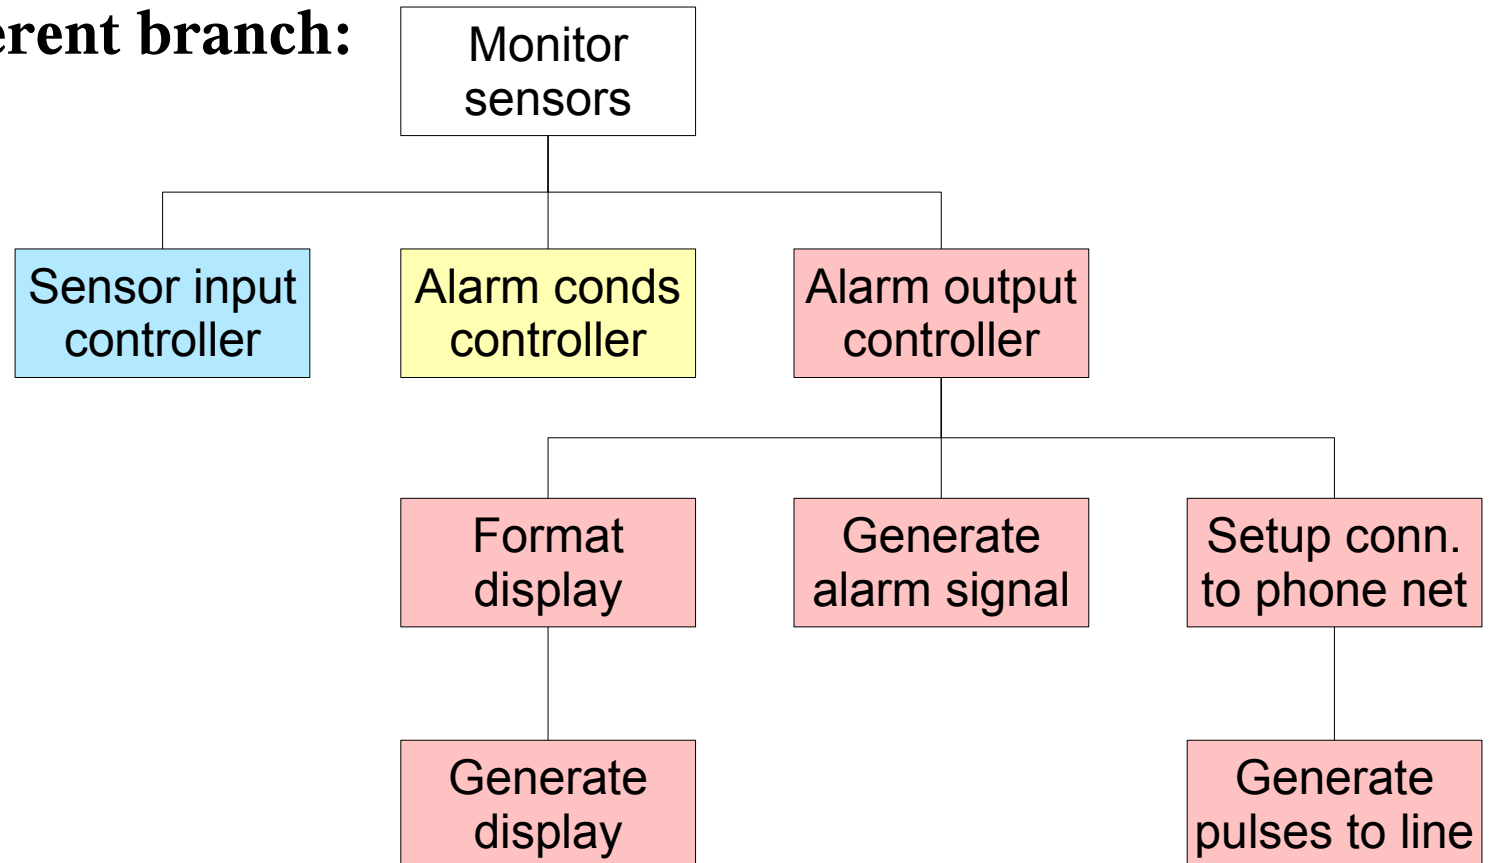 erent branch:
Monitor
sensors
Sensor input
controller
Alarm conds
controller
Alarm output
controller
Format
display
Generate
alarm signal
Setup conn.
to phone net
Generate
display
Generate
pulses to line